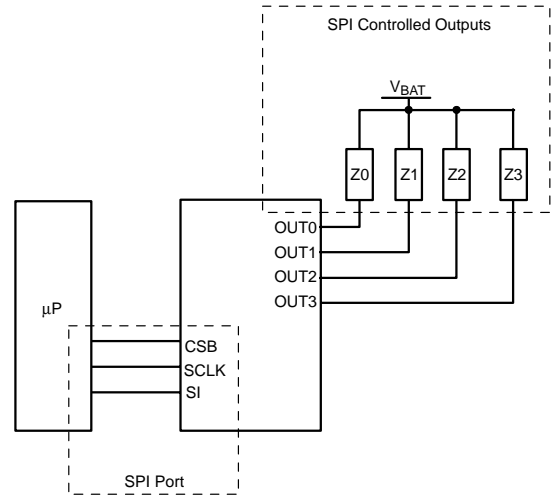 SPI Controlled Outputs
VBAT
Z0 Z1 Z2 Z3
OUT0
OUT1
OUT2
OUT3
μP
CSB
SCLK
SI
SPI Port